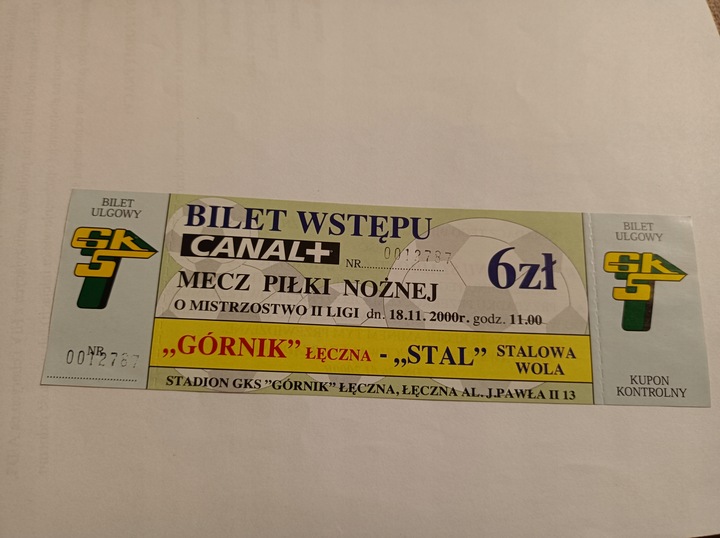 BILET
ULGOWY
GKS
NR
0012787
BILET WSTĘPU
CANAL+
NR..............
0012787
6zł
MECZ PIŁKI NOŻNEJ
O MISTRZOSTWO II LIGI dn. 18.11. 2000r. godz. 11.00
„GÓRNIK” ŁĘCZNA - „STAL” STALOWA
WOLA
STADION GKS "GÓRNIK" ŁĘCZNA, ŁĘCZNA AL. J.PAWŁA II 13
BILET
ULGOWY
GKS
KUPON
KONTROLNY